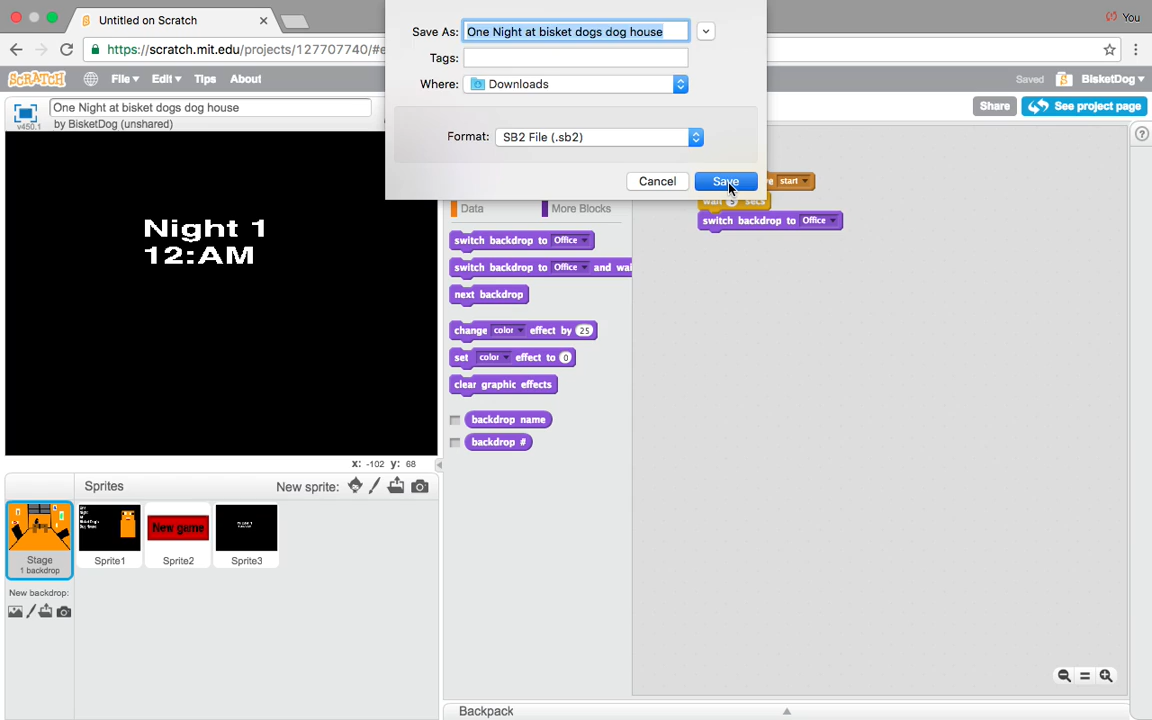 Untitled on Scratch
You
https://scratch.mit.edu/projects/127707740/#e
Save As: One Night at bisket dogs dog house
Tags:
Where: Downloads
Format: SB2 File (.sb2)
Cancel
Save
SCRATCH
File
Edit
Tips
About
Saved
BisketDog
v450.1
One Night at bisket dogs dog house
by BisketDog (unshared)
Share
See project page
start
wait secs
switch backdrop to Office
Data
More Blocks
switch backdrop to Office
switch backdrop to Office and wai
next backdrop
change color effect by 25
set color effect to 0
clear graphic effects
backdrop name
backdrop #
Night 1
12:AM
x: -102 y: 68
Sprites
New sprite:
New game
Stage
1 backdrop
Sprite1
Sprite2
Sprite3
New backdrop:
Backpack